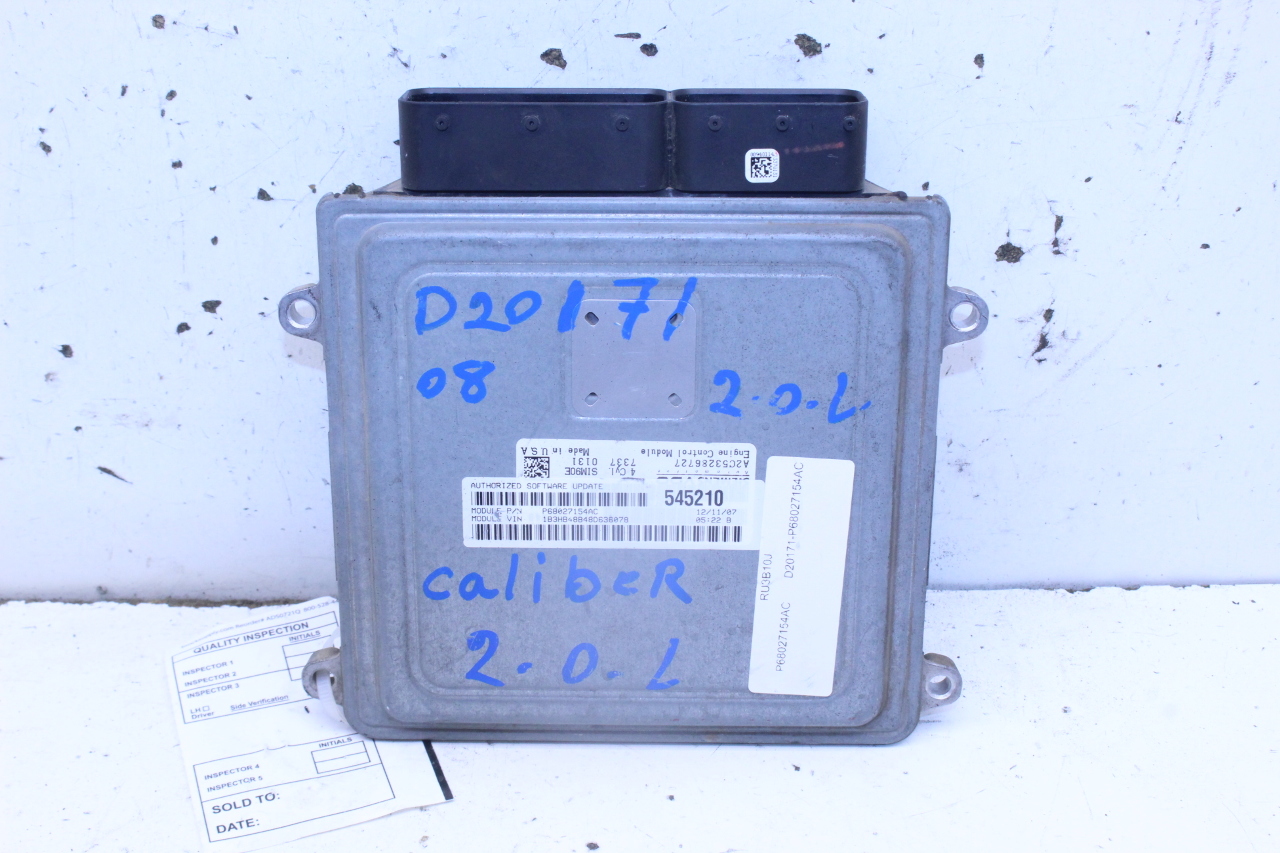 D20171
08
2.0.L
Engine Control Module
Made in U.S.A
A2C53286727
7337 0131
4 Cyl. SIM90E
AUTHORIZED SOFTWARE UPDATE
545210
MODULE P/N P68027154AC 12/11/07
MODULE VIN 1B3HB48B48D638078 05:22 B
calibeR
2.0.L
P68027154AC D20171-P68027154AC
RU3B10J
QUALITY INSPECTION
INITIALS
INSPECTOR 1
INSPECTOR 2
INSPECTOR 3
LH
Driver
Side Verification
INITIALS
INSPECTOR 4
INSPECTOR 5
SOLD TO:
DATE: